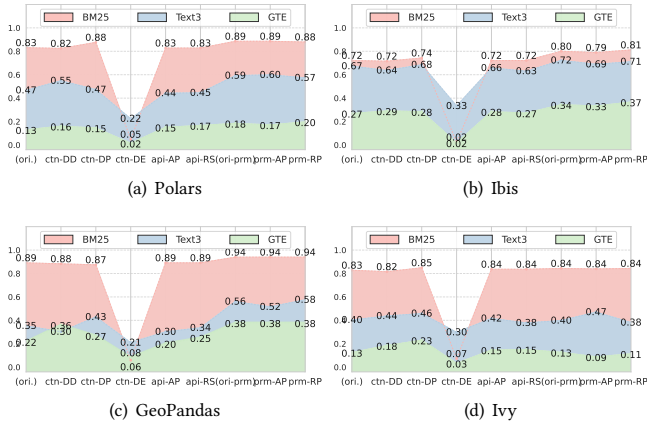 BM25 Text3 GTE
1.0
0.8
0.6
0.4
0.2
0.0
0.83 0.82 0.88 0.83 0.83 0.89 0.89 0.88
0.47 0.55 0.47 0.22 0.44 0.45 0.59 0.60 0.57
0.05
0.13 0.16 0.15 0.02 0.15 0.17 0.18 0.17 0.20
(ori.) ctn-DD ctn-DP ctn-DE api-AP api-RS (ori-prm) prm-AP prm-RP
(a) Polars
BM25 Text3 GTE
1.0
0.8
0.6
0.4
0.2
0.0
0.72 0.72 0.74 0.72 0.72 0.80 0.79 0.81
0.67 0.64 0.68 0.33 0.66 0.63 0.72 0.69 0.71
0.02
0.27 0.29 0.28 0.02 0.28 0.27 0.34 0.33 0.37
(ori.) ctn-DD ctn-DP ctn-DE api-AP api-RS (ori-prm) prm-AP prm-RP
(b) Ibis
BM25 Text3 GTE
1.0
0.8
0.6
0.4
0.0
0.89 0.88 0.87 0.89 0.89 0.94 0.94 0.94
0.35 0.36 0.43 0.21 0.30 0.34 0.56 0.52 0.58
0.08
0.22 0.30 0.27 0.06 0.20 0.25 0.38 0.38 0.38
(ori.) ctn-DD ctn-DP ctn-DE api-AP api-RS (ori-prm) prm-AP prm-RP
(c) GeoPandas
BM25 Text3 GTE
1.0
0.8
0.6
0.2
0.0
0.83 0.82 0.85 0.84 0.84 0.84 0.84 0.84
0.40 0.44 0.46 0.30 0.42 0.38 0.40 0.47 0.38
0.07
0.13 0.18 0.23 0.03 0.15 0.15 0.13 0.09 0.11
(ori.) ctn-DD ctn-DP ctn-DE api-AP api-RS (ori-prm) prm-AP prm-RP
(d) Ivy